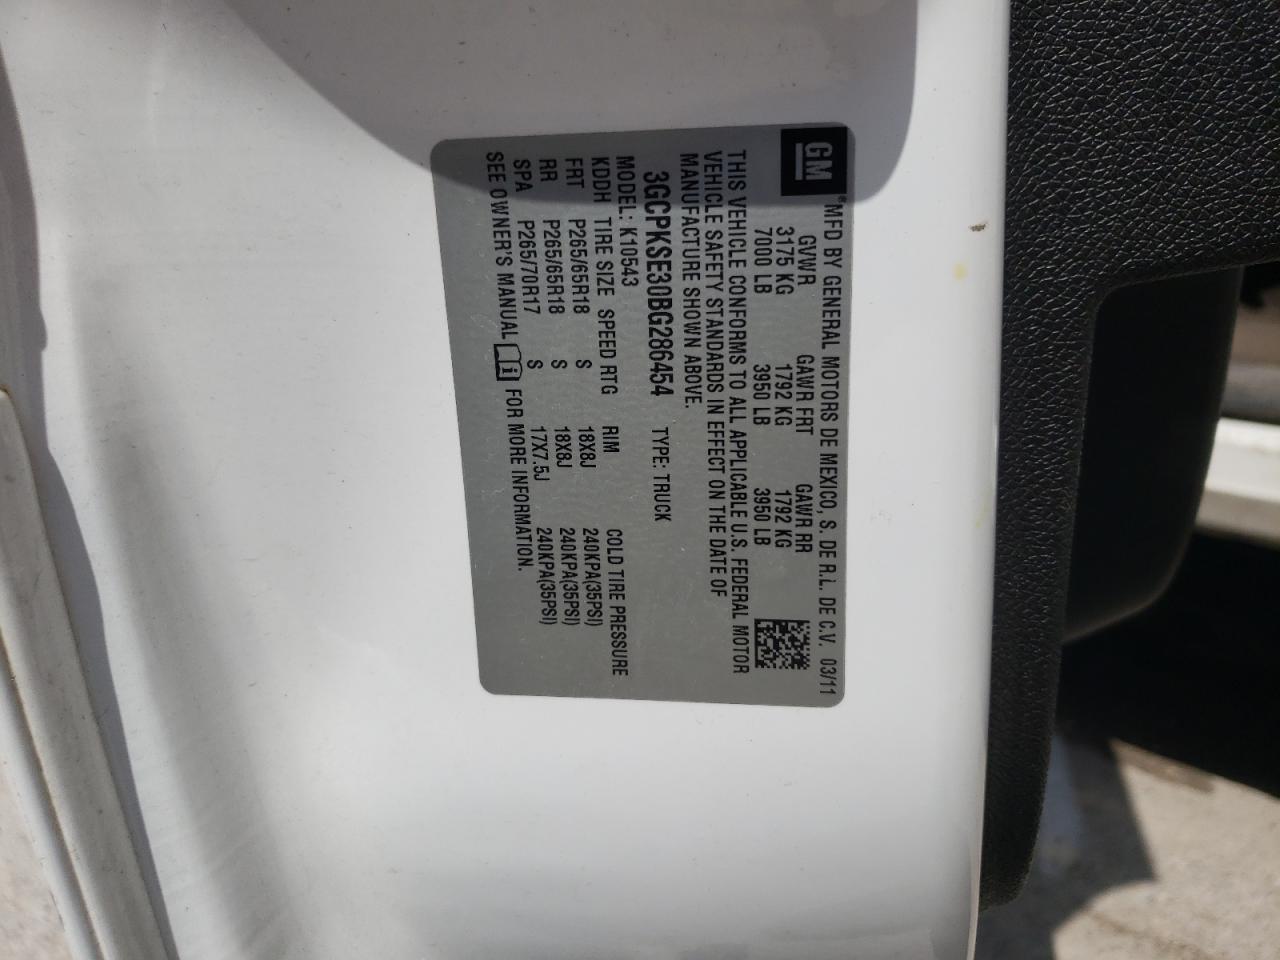 GM
®MFD BY GENERAL MOTORS DE MEXICO, S. DE R.L. DE C.V. 03/11
GVWR GAWR FRT GAWR RR
3175 KG 1792 KG 1792 KG
7000 LB 3950 LB 3950 LB
THIS VEHICLE CONFORMS TO ALL APPLICABLE U.S. FEDERAL MOTOR
VEHICLE SAFETY STANDARDS IN EFFECT ON THE DATE OF
MANUFACTURE SHOWN ABOVE.
3GCPKSE30BG286454 TYPE: TRUCK
MODEL: K10543
KDDH TIRE SIZE SPEED RTG RIM COLD TIRE PRESSURE
FRT P265/65R18 S 18X8J 240KPA(35PSI)
RR P265/65R18 S 18X8J 240KPA(35PSI)
SPA P265/70R17 S 17X7.5J 240KPA(35PSI)
SEE OWNER'S MANUAL i FOR MORE INFORMATION.